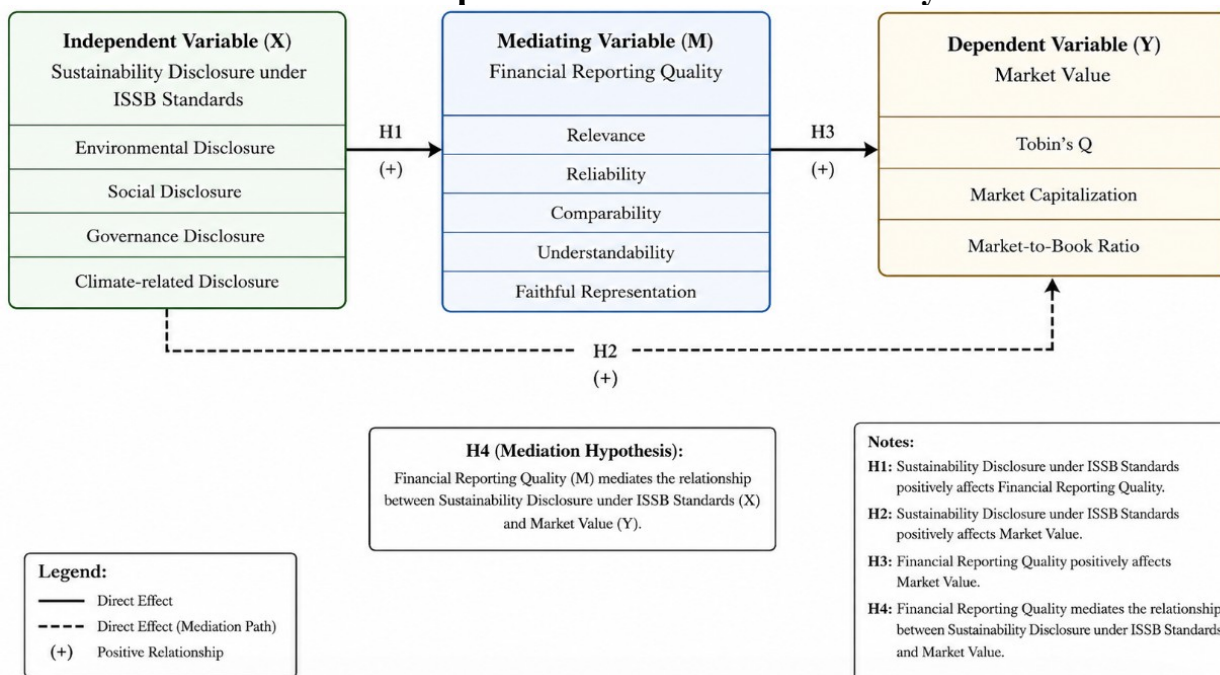 Independent Variable (X)
Sustainability Disclosure under
ISSB Standards
Environmental Disclosure
Social Disclosure
Governance Disclosure
Climate-related Disclosure
H1
(+)
Mediating Variable (M)
Financial Reporting Quality
Relevance
Reliability
Comparability
Understandability
Faithful Representation
H3
(+)
Dependent Variable (Y)
Market Value
Tobin's Q
Market Capitalization
Market-to-Book Ratio
H2
(+)
H4 (Mediation Hypothesis):
Financial Reporting Quality (M) mediates the relationship
between Sustainability Disclosure under ISSB Standards (X)
and Market Value (Y).
Legend:
Direct Effect
Direct Effect (Mediation Path)
(+) Positive Relationship
Notes:
H1: Sustainability Disclosure under ISSB Standards
positively affects Financial Reporting Quality.
H2: Sustainability Disclosure under ISSB Standards
positively affects Market Value.
H3: Financial Reporting Quality positively affects
Market Value.
H4: Financial Reporting Quality mediates the relationship
between Sustainability Disclosure under ISSB Standards
and Market Value.